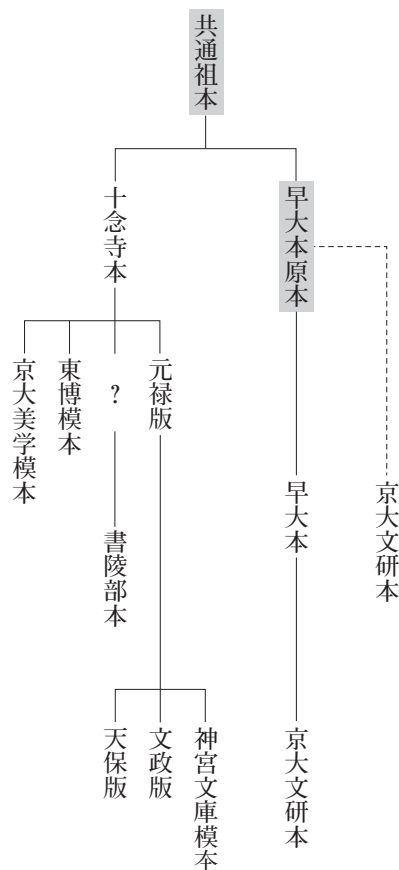 共通祖本
早大本原本
十念寺本
元禄版
?
東博模本
京大美学模本
京大文研本
早大本
書陵部本
京大文研本
神宮文庫模本
文政版
天保版